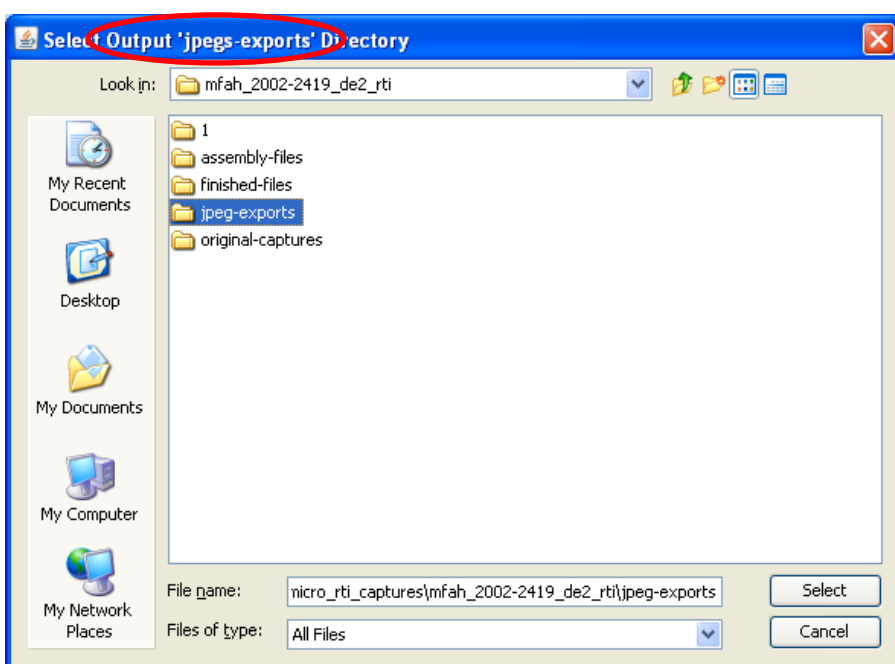 Select Output 'jpegs-exports' Directory
Look in:
mfah_2002-2419_de2_rti
My Recent
Documents
Desktop
My Documents
My Computer
My Network
Places
1
assembly-files
finished-files
jpeg-exports
original-captures
File name:
nicro_rti_captures\mfah_2002-2419_de2_rti\jpeg-exports
Select
Files of type:
All Files
Cancel